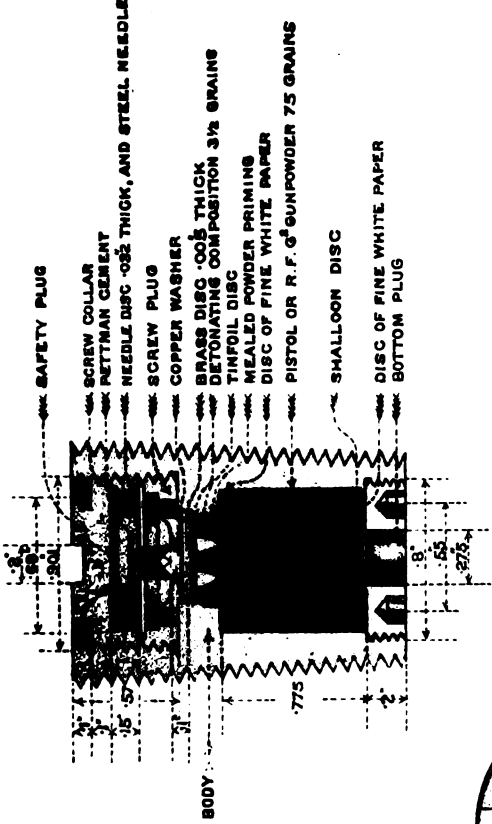 SAFETY PLUG
SCREW COLLAR
PETTMAN CEMENT
NEEDLE DISC ·032" THICK, AND STEEL NEEDLE
SCREW PLUG
COPPER WASHER
BRASS DISC ·005" THICK
DETONATING COMPOSITION 3½ GRAINS
TINFOIL DISC
MEALED POWDER PRIMING
DISC OF FINE WHITE PAPER
PISTOL OR R.F.G² GUNPOWDER 75 GRAINS
SHALLOON DISC
DISC OF FINE WHITE PAPER
BOTTOM PLUG
BODY
·2"
·901
·1"
·15
·57
·775
·2"
·8"
·55
·275